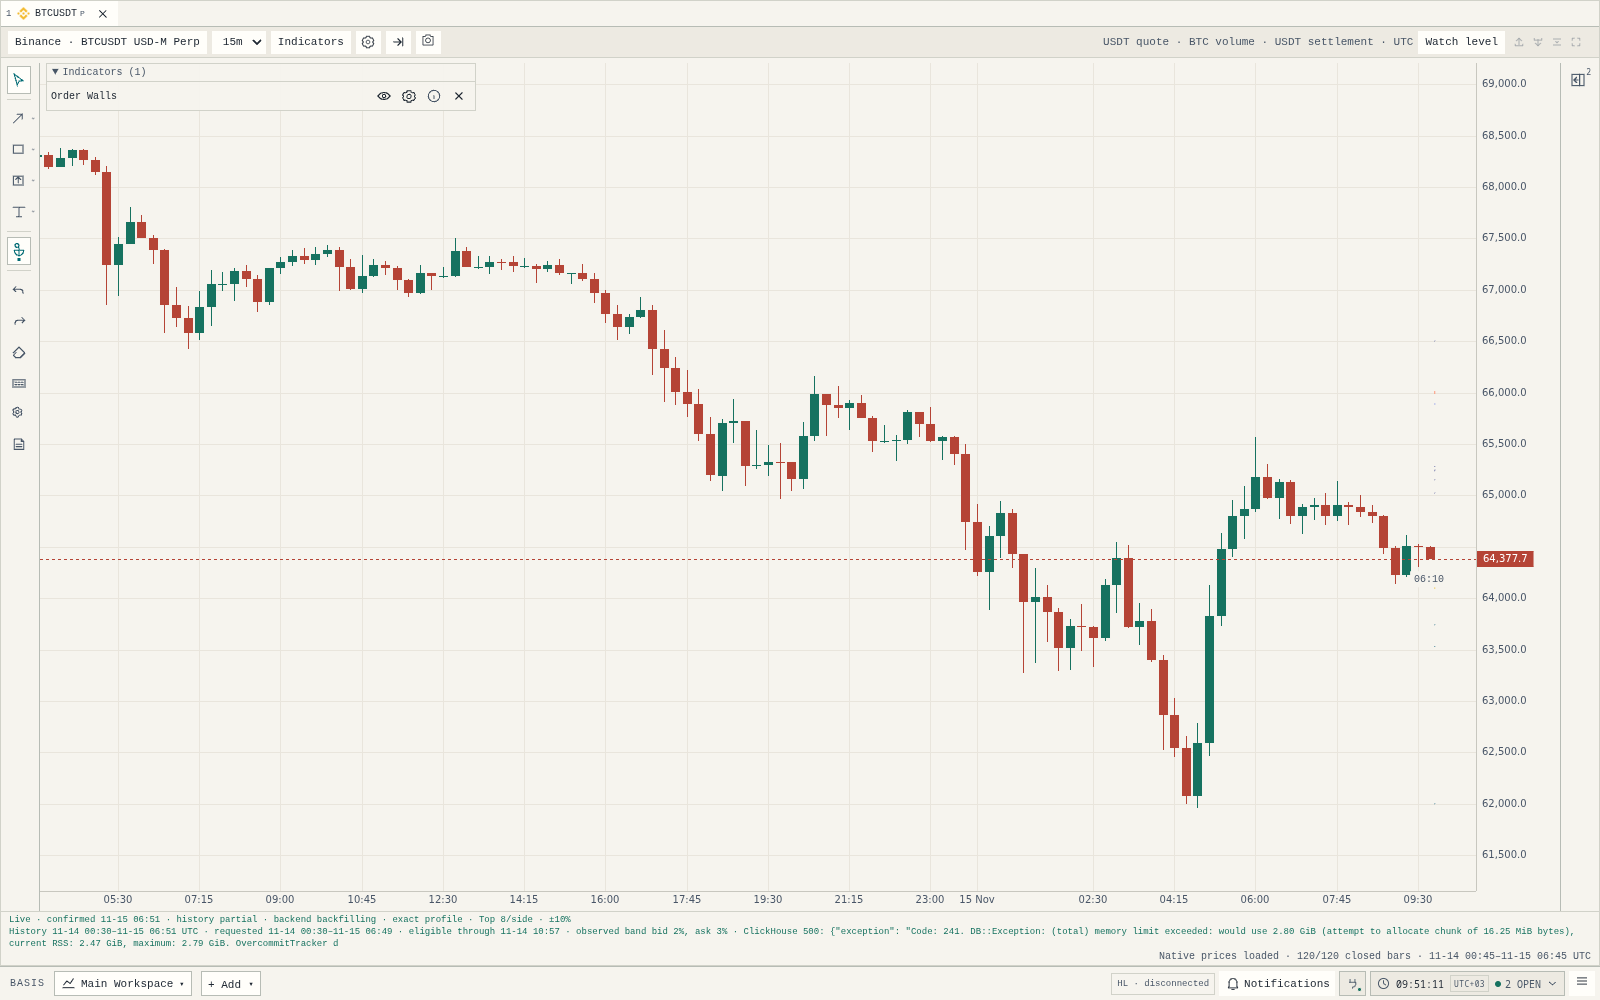 1 BTCUSDT P
Binance · BTCUSDT USD-M Perp 15m Indicators USDT quote · BTC volume · USDT settlement · UTC Watch level
2
▼ Indicators (1)
Order Walls
69,000.0
68,500.0
68,000.0
67,500.0
67,000.0
66,500.0
66,000.0
65,500.0
65,000.0
64,377.7
06:10
64,000.0
63,500.0
63,000.0
62,500.0
62,000.0
61,500.0
05:30 07:15 09:00 10:45 12:30 14:15 16:00 17:45 19:30 21:15 23:00 15 Nov 02:30 04:15 06:00 07:45 09:30
Live · confirmed 11-15 06:51 · history partial · backend backfilling · exact profile · Top 8/side · ±10%
History 11-14 00:30–11-15 06:51 UTC · requested 11-14 00:30–11-15 06:49 · eligible through 11-14 10:57 · observed band bid 2%, ask 3% · ClickHouse 500: {"exception": "Code: 241. DB::Exception: (total) memory limit exceeded: would use 2.80 GiB (attempt to allocate chunk of 16.25 MiB bytes),
current RSS: 2.47 GiB, maximum: 2.79 GiB. OvercommitTracker d
Native prices loaded · 120/120 closed bars · 11-14 00:45–11-15 06:45 UTC
BASIS Main Workspace ▾ + Add ▾ HL · disconnected Notifications 09:51:11 UTC+03 2 OPEN